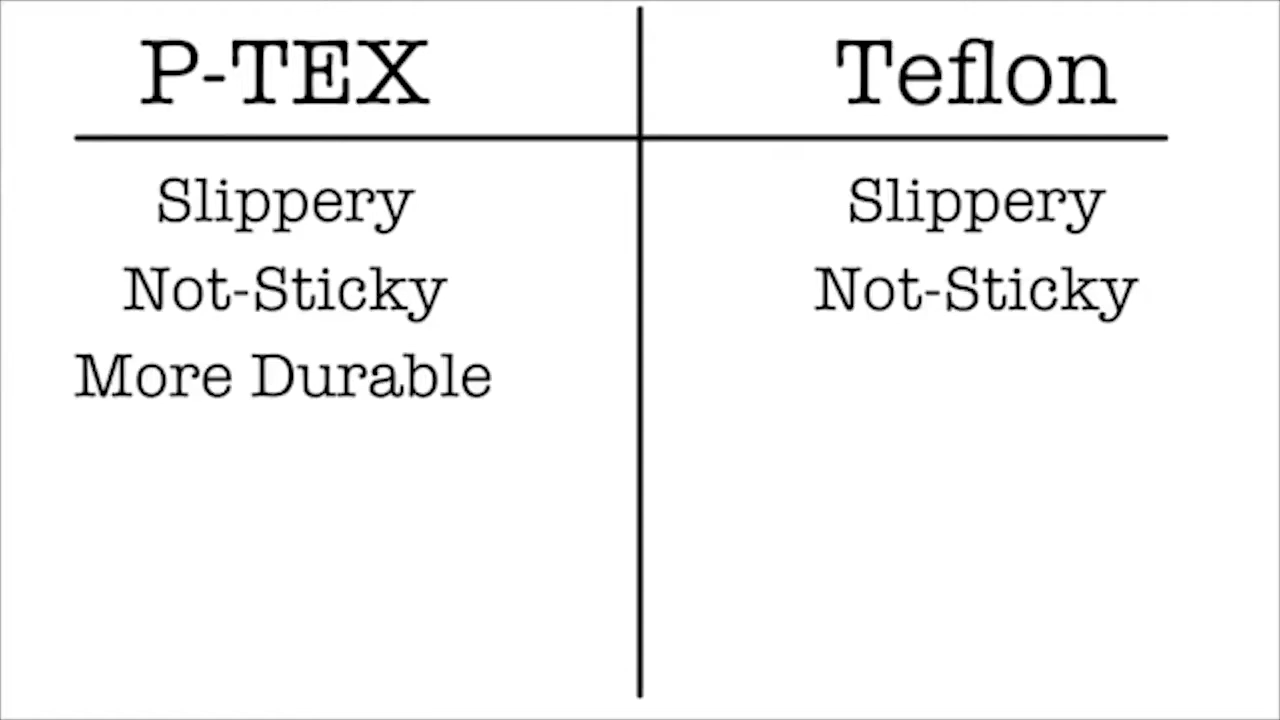 P-TEX
Teflon
Slippery
Slippery
Not-Sticky
Not-Sticky
More Durable